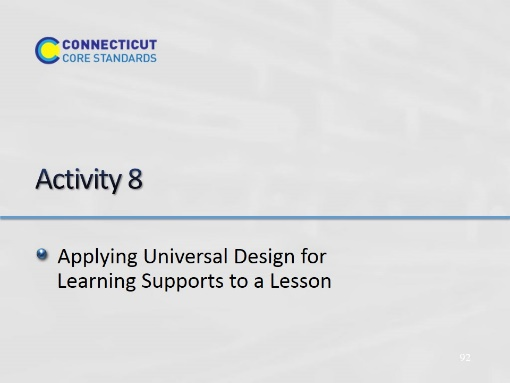 CONNECTICUT
CORE STANDARDS
Activity 8
Applying Universal Design for
Learning Supports to a Lesson
92